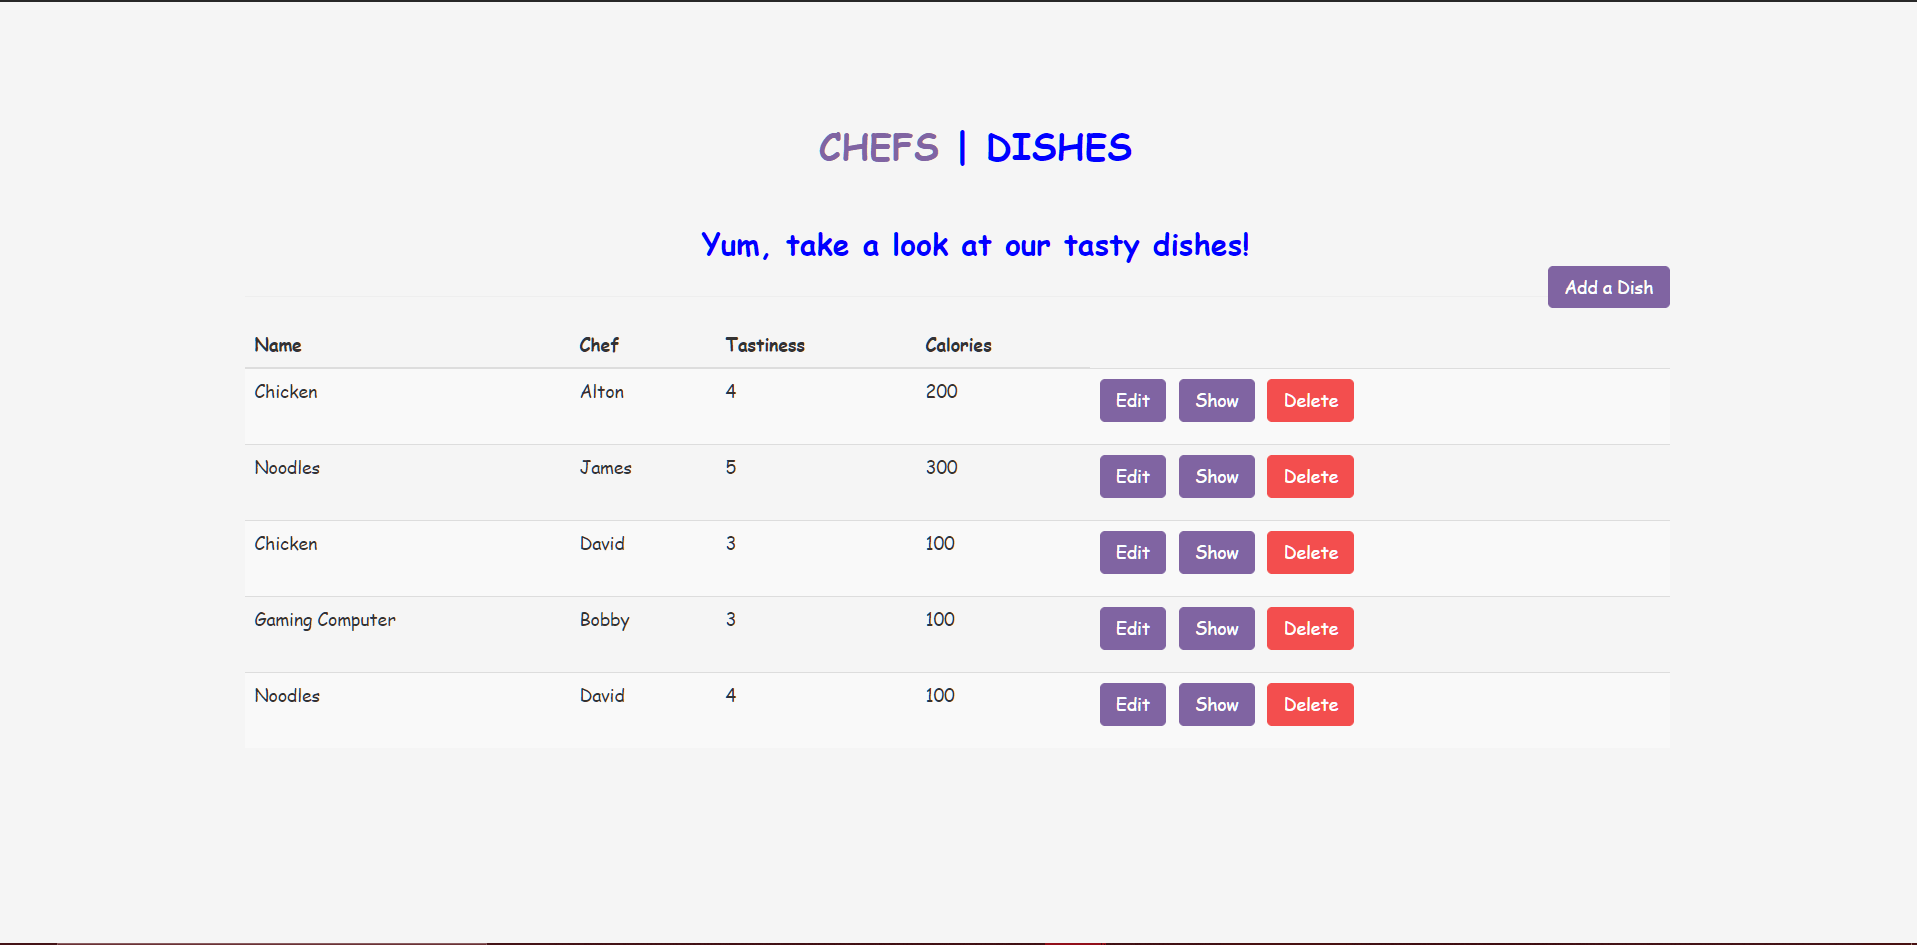 CHEFS | DISHES
Yum, take a look at our tasty dishes!
Add a Dish
Name Chef Tastiness Calories
Chicken Alton 4 200 Edit Show Delete
Noodles James 5 300 Edit Show Delete
Chicken David 3 100 Edit Show Delete
Gaming Computer Bobby 3 100 Edit Show Delete
Noodles David 4 100 Edit Show Delete